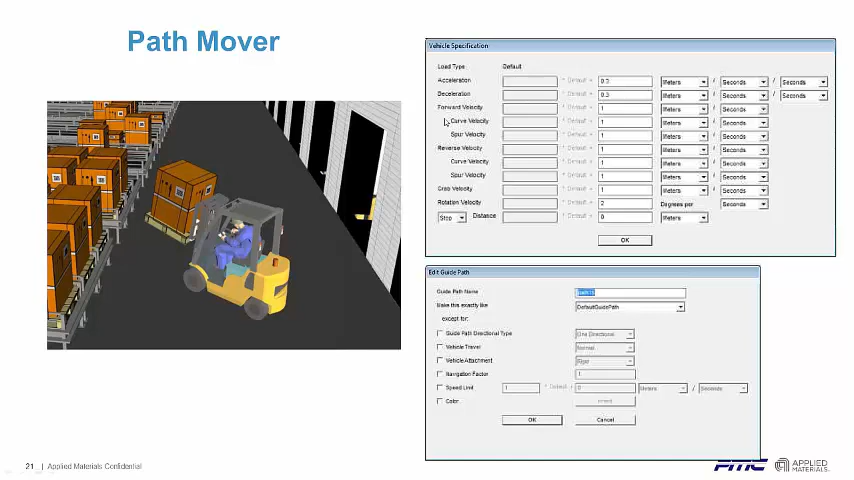 Path Mover
Vehicle Specification
Load Type Default
Acceleration * Default + 0.3 Meters / Seconds / Seconds
Deceleration * Default + 0.3 Meters / Seconds / Seconds
Forward Velocity * Default + 1 Meters / Seconds
Curve Velocity * Default + 1 Meters / Seconds
Spur Velocity * Default + 1 Meters / Seconds
Reverse Velocity * Default + 1 Meters / Seconds
Curve Velocity * Default + 1 Meters / Seconds
Spur Velocity * Default + 1 Meters / Seconds
Crab Velocity * Default + 1 Meters / Seconds
Rotation Velocity * Default + 2 Degrees per Seconds
Stop Distance * Default + 0 Meters
OK
Edit Guide Path
Guide Path Name
Make this exactly like DefaultGuidePath
except for:
Guide Path Directional Type One Directional
Vehicle Travel Normal
Vehicle Attachment
Navigation Factor 1
Speed Limit 1 * Default + 0 Meters / Seconds
Color
OK Cancel
21 | Applied Materials Confidential
PMC APPLIED MATERIALS